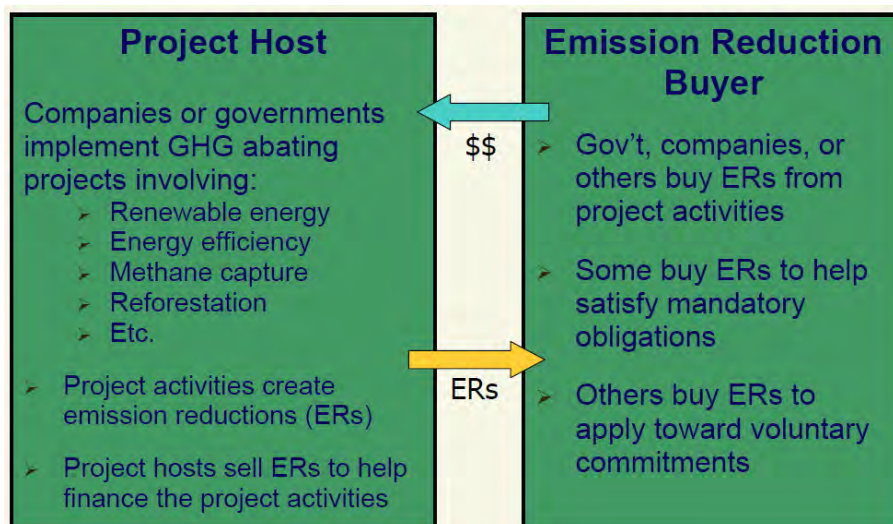 Project Host
Companies or governments
implement GHG abating
projects involving:
➢ Renewable energy
➢ Energy efficiency
➢ Methane capture
➢ Reforestation
➢ Etc.
➢ Project activities create
emission reductions (ERs)
➢ Project hosts sell ERs to help
finance the project activities
$$
ERs
Emission Reduction
Buyer
➢ Gov't, companies, or
others buy ERs from
project activities
➢ Some buy ERs to help
satisfy mandatory
obligations
➢ Others buy ERs to
apply toward voluntary
commitments